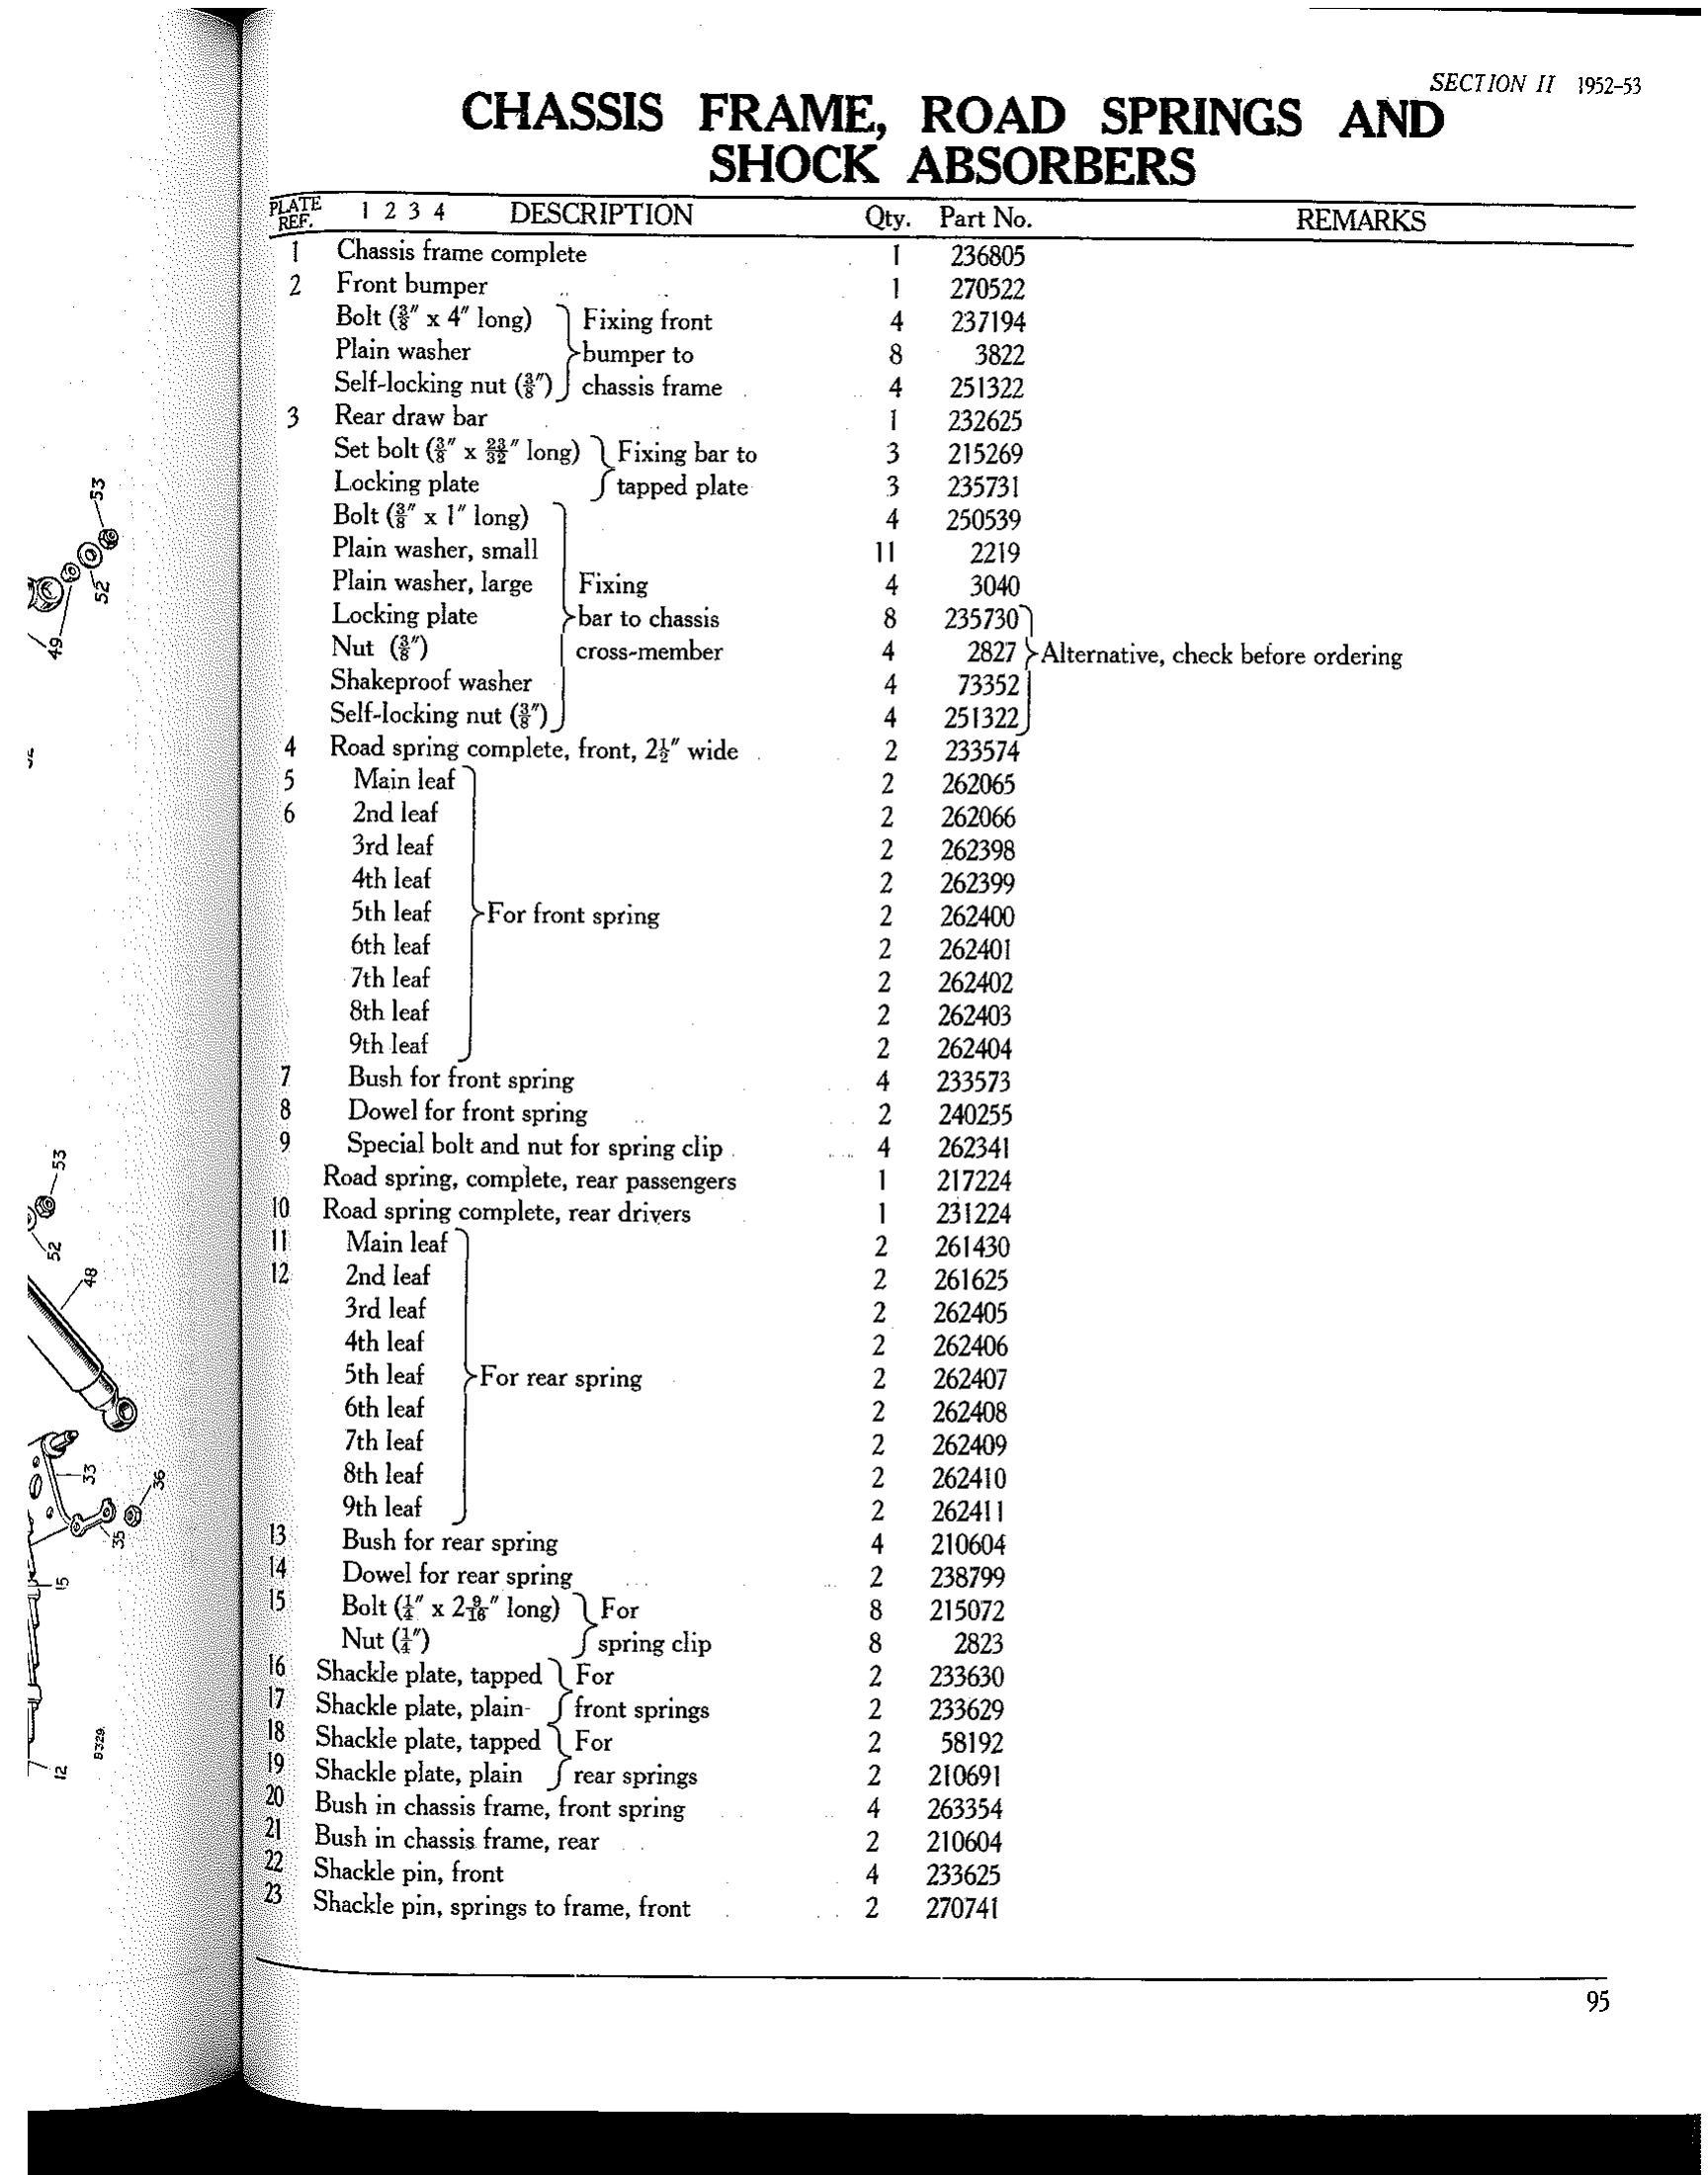 SECTION II 1952-53
CHASSIS FRAME, ROAD SPRINGS AND
SHOCK ABSORBERS
PLATE REF. 1 2 3 4 DESCRIPTION Qty. Part No. REMARKS
1 Chassis frame complete 1 236805
2 Front bumper 1 270522
Bolt (⅜″ x 4″ long) } Fixing front 4 237194
Plain washer } bumper to 8 3822
Self-locking nut (⅜″) } chassis frame 4 251322
3 Rear draw bar 1 232625
Set bolt (⅜″ x 23/32″ long) } Fixing bar to 3 215269
Locking plate } tapped plate 3 235731
Bolt (⅜″ x 1″ long) 4 250539
Plain washer, small 11 2219
Plain washer, large } Fixing 4 3040
Locking plate } bar to chassis 8 235730
Nut (⅜″) } cross-member 4 2827 } Alternative, check before ordering
Shakeproof washer 4 73352
Self-locking nut (⅜″) 4 251322
4 Road spring complete, front, 2½″ wide 2 233574
5 Main leaf 2 262065
6 2nd leaf 2 262066
3rd leaf 2 262398
4th leaf 2 262399
5th leaf } For front spring 2 262400
6th leaf 2 262401
7th leaf 2 262402
8th leaf 2 262403
9th leaf 2 262404
7 Bush for front spring 4 233573
8 Dowel for front spring 2 240255
9 Special bolt and nut for spring clip 4 262341
Road spring, complete, rear passengers 1 217224
10 Road spring complete, rear drivers 1 231224
11 Main leaf 2 261430
12 2nd leaf 2 261625
3rd leaf 2 262405
4th leaf 2 262406
5th leaf } For rear spring 2 262407
6th leaf 2 262408
7th leaf 2 262409
8th leaf 2 262410
9th leaf 2 262411
13 Bush for rear spring 4 210604
14 Dowel for rear spring 2 238799
15 Bolt (¼″ x 2 9/16″ long) } For 8 215072
Nut (¼″) } spring clip 8 2823
16 Shackle plate, tapped } For 2 233630
17 Shackle plate, plain } front springs 2 233629
18 Shackle plate, tapped } For 2 58192
19 Shackle plate, plain } rear springs 2 210691
20 Bush in chassis frame, front spring 4 263354
21 Bush in chassis frame, rear 2 210604
22 Shackle pin, front 4 233625
23 Shackle pin, springs to frame, front 2 270741
95
53
52
49
53
52
48
33
36
35
15
12
B329.